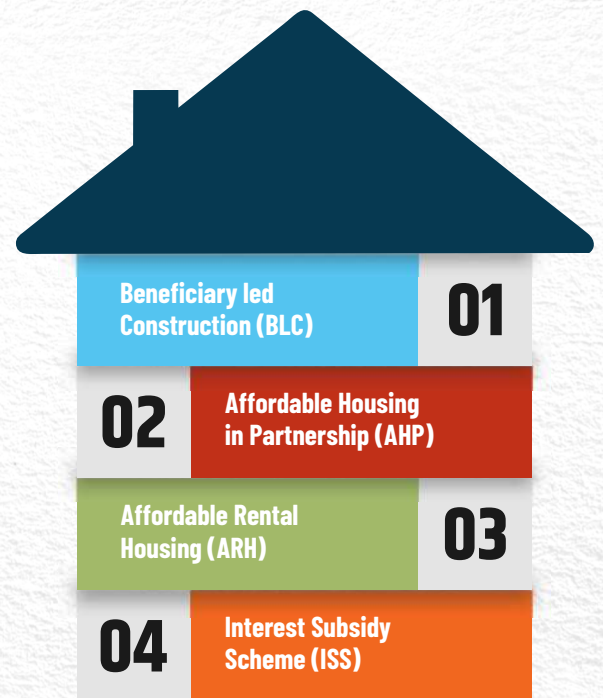 Beneficiary led
Construction (BLC)
01
02
Affordable Housing
in Partnership (AHP)
Affordable Rental
Housing (ARH)
03
04
Interest Subsidy
Scheme (ISS)